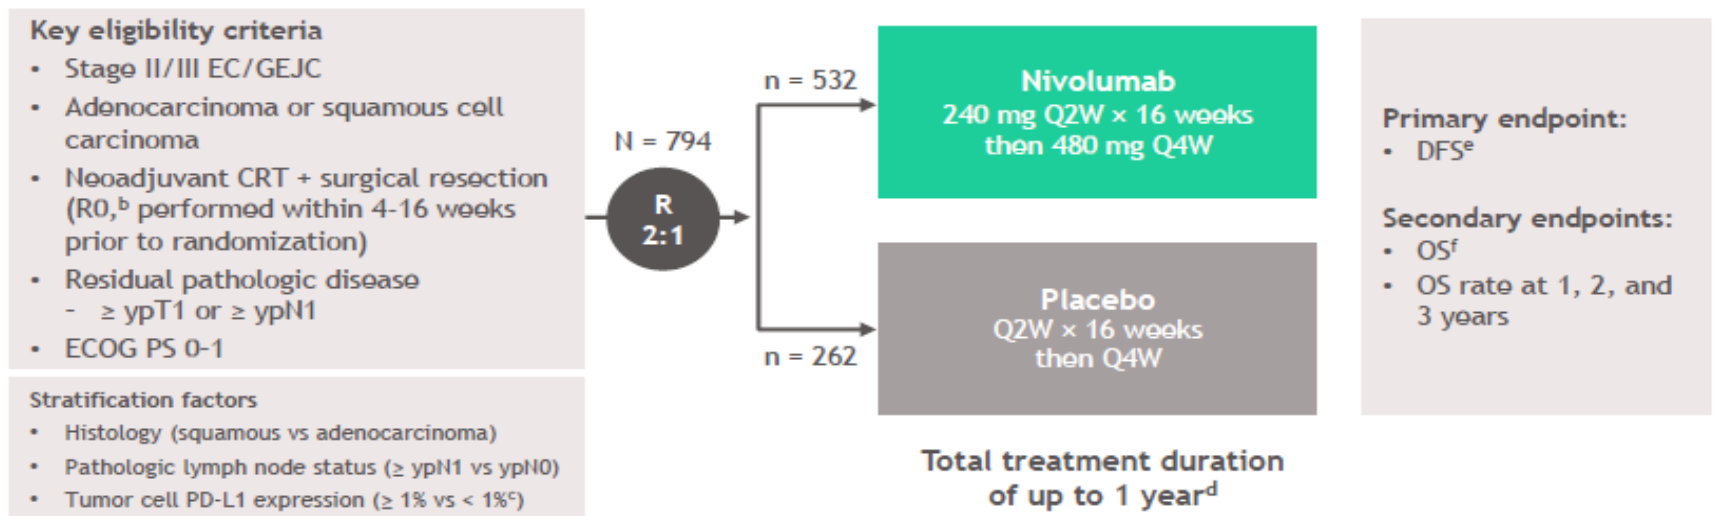 Key eligibility criteria
• Stage II/III EC/GEJC
• Adenocarcinoma or squamous cell
carcinoma
• Neoadjuvant CRT + surgical resection
(R0,ᵇ performed within 4-16 weeks
prior to randomization)
• Residual pathologic disease
- ≥ ypT1 or ≥ ypN1
• ECOG PS 0-1
Stratification factors
• Histology (squamous vs adenocarcinoma)
• Pathologic lymph node status (≥ ypN1 vs ypN0)
• Tumor cell PD-L1 expression (≥ 1% vs < 1%ᶜ)
N = 794
R
2:1
n = 532
n = 262
Nivolumab
240 mg Q2W × 16 weeks
then 480 mg Q4W
Placebo
Q2W × 16 weeks
then Q4W
Total treatment duration
of up to 1 yearᵈ
Primary endpoint:
• DFSᵉ
Secondary endpoints:
• OSᶠ
• OS rate at 1, 2, and
3 years